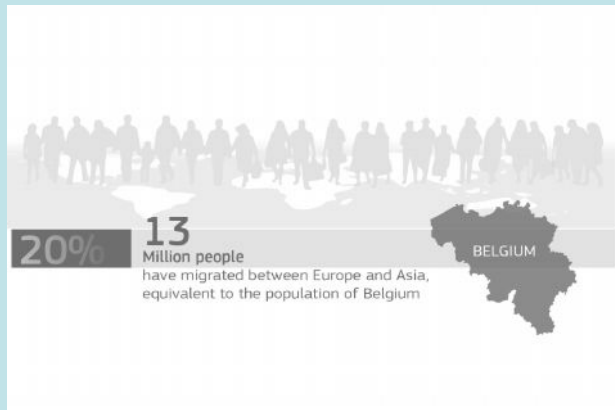 20%
13
Million people
have migrated between Europe and Asia,
equivalent to the population of Belgium
BELGIUM